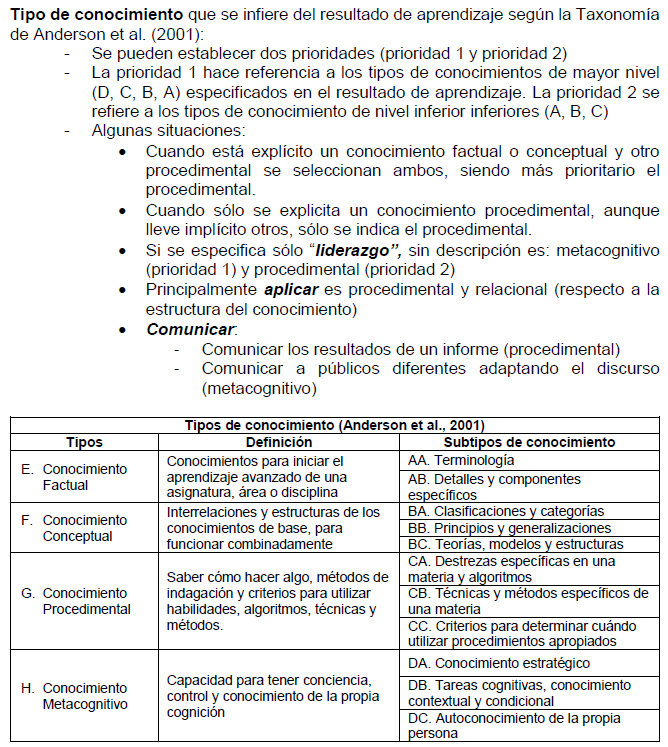 Tipo de conocimiento que se infiere del resultado de aprendizaje según la Taxonomía
de Anderson et al. (2001):
- Se pueden establecer dos prioridades (prioridad 1 y prioridad 2)
- La prioridad 1 hace referencia a los tipos de conocimientos de mayor nivel
(D, C, B, A) especificados en el resultado de aprendizaje. La prioridad 2 se
refiere a los tipos de conocimiento de nivel inferior inferiores (A, B, C)
- Algunas situaciones:
• Cuando está explícito un conocimiento factual o conceptual y otro
procedimental se seleccionan ambos, siendo más prioritario el
procedimental.
• Cuando sólo se explicita un conocimiento procedimental, aunque
lleve implícito otros, sólo se indica el procedimental.
• Si se especifica sólo “liderazgo”, sin descripción es: metacognitivo
(prioridad 1) y procedimental (prioridad 2)
• Principalmente aplicar es procedimental y relacional (respecto a la
estructura del conocimiento)
• Comunicar:
- Comunicar los resultados de un informe (procedimental)
- Comunicar a públicos diferentes adaptando el discurso
(metacognitivo)
Tipos de conocimiento (Anderson et al., 2001)
Tipos
Definición
Subtipos de conocimiento
E. Conocimiento
Factual
Conocimientos para iniciar el
aprendizaje avanzado de una
asignatura, área o disciplina
AA. Terminología
AB. Detalles y componentes
específicos
F. Conocimiento
Conceptual
Interrelaciones y estructuras de los
conocimientos de base, para
funcionar combinadamente
BA. Clasificaciones y categorías
BB. Principios y generalizaciones
BC. Teorías, modelos y estructuras
G. Conocimiento
Procedimental
Saber cómo hacer algo, métodos de
indagación y criterios para utilizar
habilidades, algoritmos, técnicas y
métodos.
CA. Destrezas específicas en una
materia y algoritmos
CB. Técnicas y métodos específicos de
una materia
CC. Criterios para determinar cuándo
utilizar procedimientos apropiados
H. Conocimiento
Metacognitivo
Capacidad para tener conciencia,
control y conocimiento de la propia
cognición
DA. Conocimiento estratégico
DB. Tareas cognitivas, conocimiento
contextual y condicional
DC. Autoconocimiento de la propia
persona